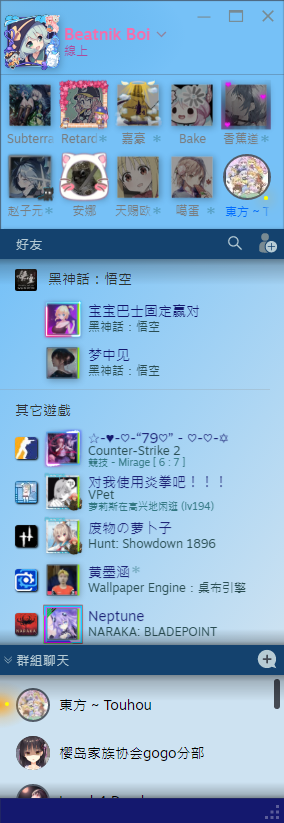 Beatnik Boi
線上
Subterra
Retard*
嘉豪 *
Bake
香蕉道*
赵子元*
安娜
天赐欧*
噶蛋 *
東方 ~ T
好友
黑神話：悟空
宝宝巴士固定赢对
黑神話：悟空
梦中见
黑神話：悟空
其它遊戲
☆-♥-♡-“79♡” - ♡-♡-✡
Counter-Strike 2
競技 - Mirage [ 6 : 7 ]
对我使用炎拳吧！！！
VPet
萝莉斯在高兴地闲逛 (lv194)
废物の萝卜子
Hunt: Showdown 1896
黄墨涵*
Wallpaper Engine：桌布引擎
Neptune
NARAKA: BLADEPOINT
群組聊天
東方 ~ Touhou
樱岛家族协会gogo分部